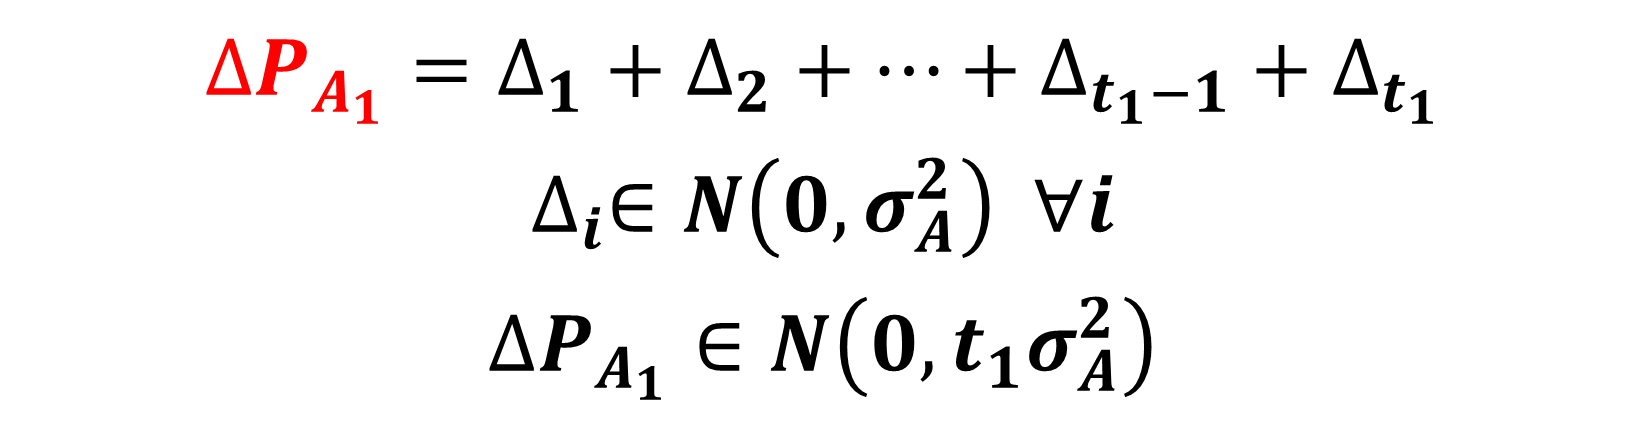 ΔP_{A_1} = Δ_1 + Δ_2 + ⋯ + Δ_{t_1−1} + Δ_{t_1}
Δ_i ∈ N(0, σ_A^2) ∀i
ΔP_{A_1} ∈ N(0, t_1σ_A^2)